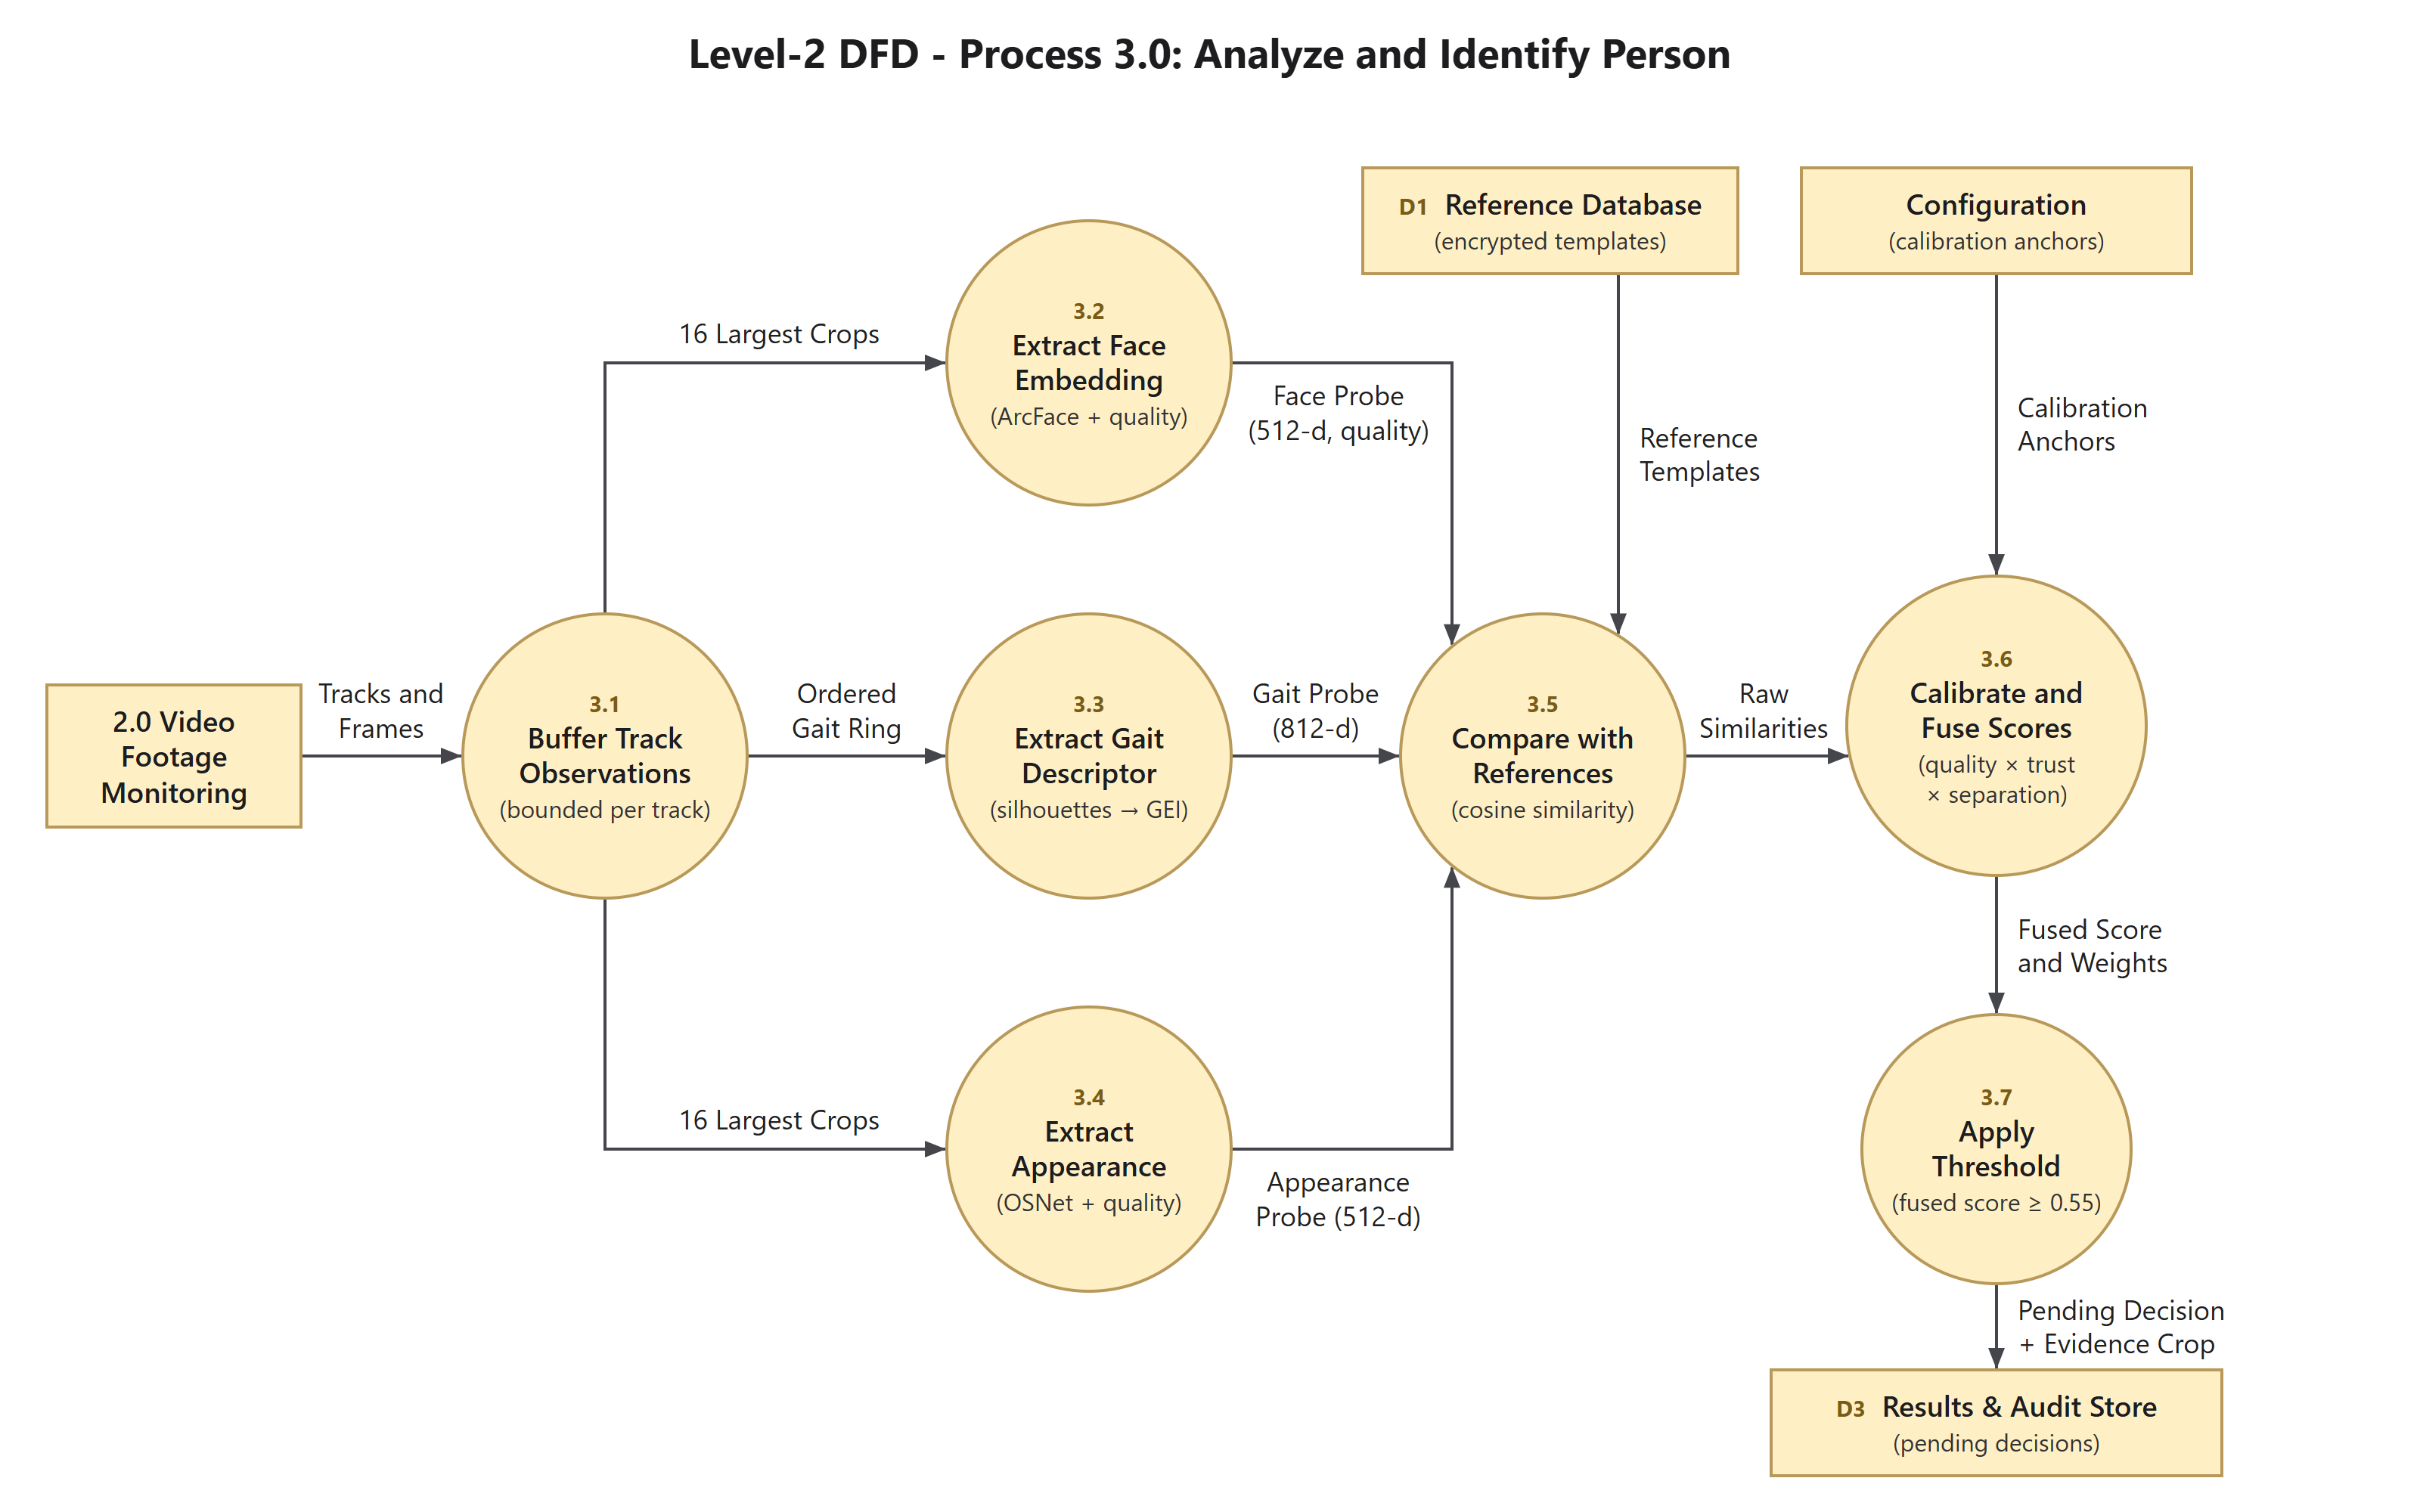 Level-2 DFD - Process 3.0: Analyze and Identify Person
D1 Reference Database
(encrypted templates)
Configuration
(calibration anchors)
3.2
Extract Face
Embedding
(ArcFace + quality)
16 Largest Crops
Face Probe
(512-d, quality)
Reference
Templates
Calibration
Anchors
2.0 Video
Footage
Monitoring
Tracks and
Frames
3.1
Buffer Track
Observations
(bounded per track)
Ordered
Gait Ring
3.3
Extract Gait
Descriptor
(silhouettes → GEI)
Gait Probe
(812-d)
3.5
Compare with
References
(cosine similarity)
Raw
Similarities
3.6
Calibrate and
Fuse Scores
(quality × trust
× separation)
Fused Score
and Weights
16 Largest Crops
3.4
Extract
Appearance
(OSNet + quality)
Appearance
Probe (512-d)
3.7
Apply
Threshold
(fused score ≥ 0.55)
Pending Decision
+ Evidence Crop
D3 Results & Audit Store
(pending decisions)